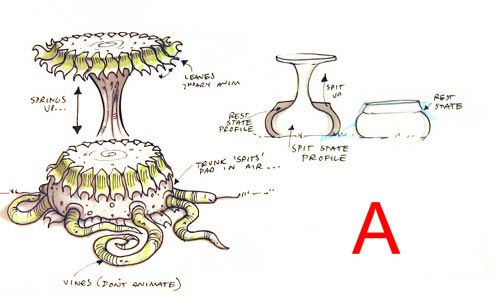 LEAVES
2NDARY ANIM
SPRINGS
UP...
TRUNK 'SPITS'
PAD IN AIR...
VINES (DON'T ANIMATE)
SPIT
UP
REST
STATE
PROFILE
SPIT STATE
PROFILE
REST
STATE
A